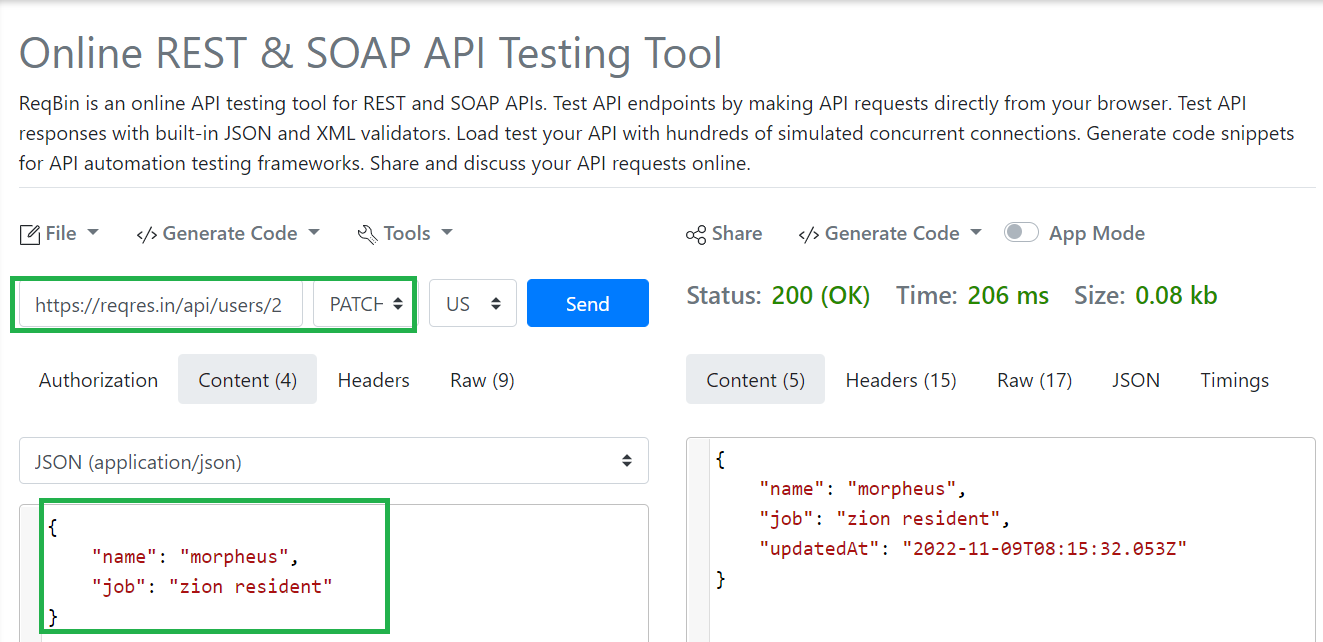 Online REST & SOAP API Testing Tool
ReqBin is an online API testing tool for REST and SOAP APIs. Test API endpoints by making API requests directly from your browser. Test API
responses with built-in JSON and XML validators. Load test your API with hundreds of simulated concurrent connections. Generate code snippets
for API automation testing frameworks. Share and discuss your API requests online.
File </> Generate Code Tools Share </> Generate Code App Mode
https://reqres.in/api/users/2 PATCH US Send Status: 200 (OK) Time: 206 ms Size: 0.08 kb
Authorization Content (4) Headers Raw (9) Content (5) Headers (15) Raw (17) JSON Timings
JSON (application/json)
{
"name": "morpheus",
"job": "zion resident"
}
{
"name": "morpheus",
"job": "zion resident",
"updatedAt": "2022-11-09T08:15:32.053Z"
}